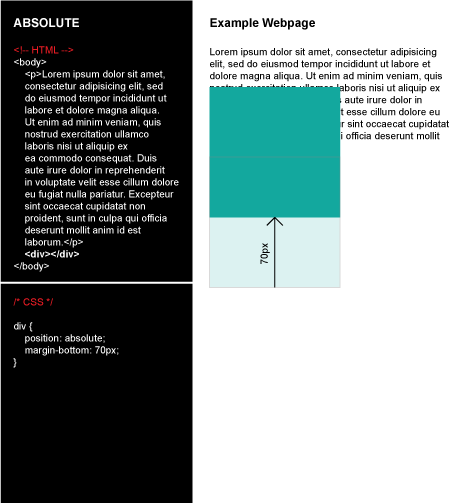 ABSOLUTE
<!-- HTML -->
<body>
<p>Lorem ipsum dolor sit amet,
consectetur adipisicing elit, sed
do eiusmod tempor incididunt ut
labore et dolore magna aliqua.
Ut enim ad minim veniam, quis
nostrud exercitation ullamco
laboris nisi ut aliquip ex
ea commodo consequat. Duis
aute irure dolor in reprehenderit
in voluptate velit esse cillum dolore
eu fugiat nulla pariatur. Excepteur
sint occaecat cupidatat non
proident, sunt in culpa qui officia
deserunt mollit anim id est
laborum.</p>
<div></div>
</body>
/* CSS */
div {
position: absolute;
margin-bottom: 70px;
}
Example Webpage
Lorem ipsum dolor sit amet, consectetur adipisicing
elit, sed do eiusmod tempor incididunt ut labore et
dolore magna aliqua. Ut enim ad minim veniam, quis
nostrud exercitation ullamco laboris nisi ut aliquip ex
aute irure dolor in
t esse cillum dolore eu
ur sint occaecat cupidatat
ui officia deserunt mollit
70px